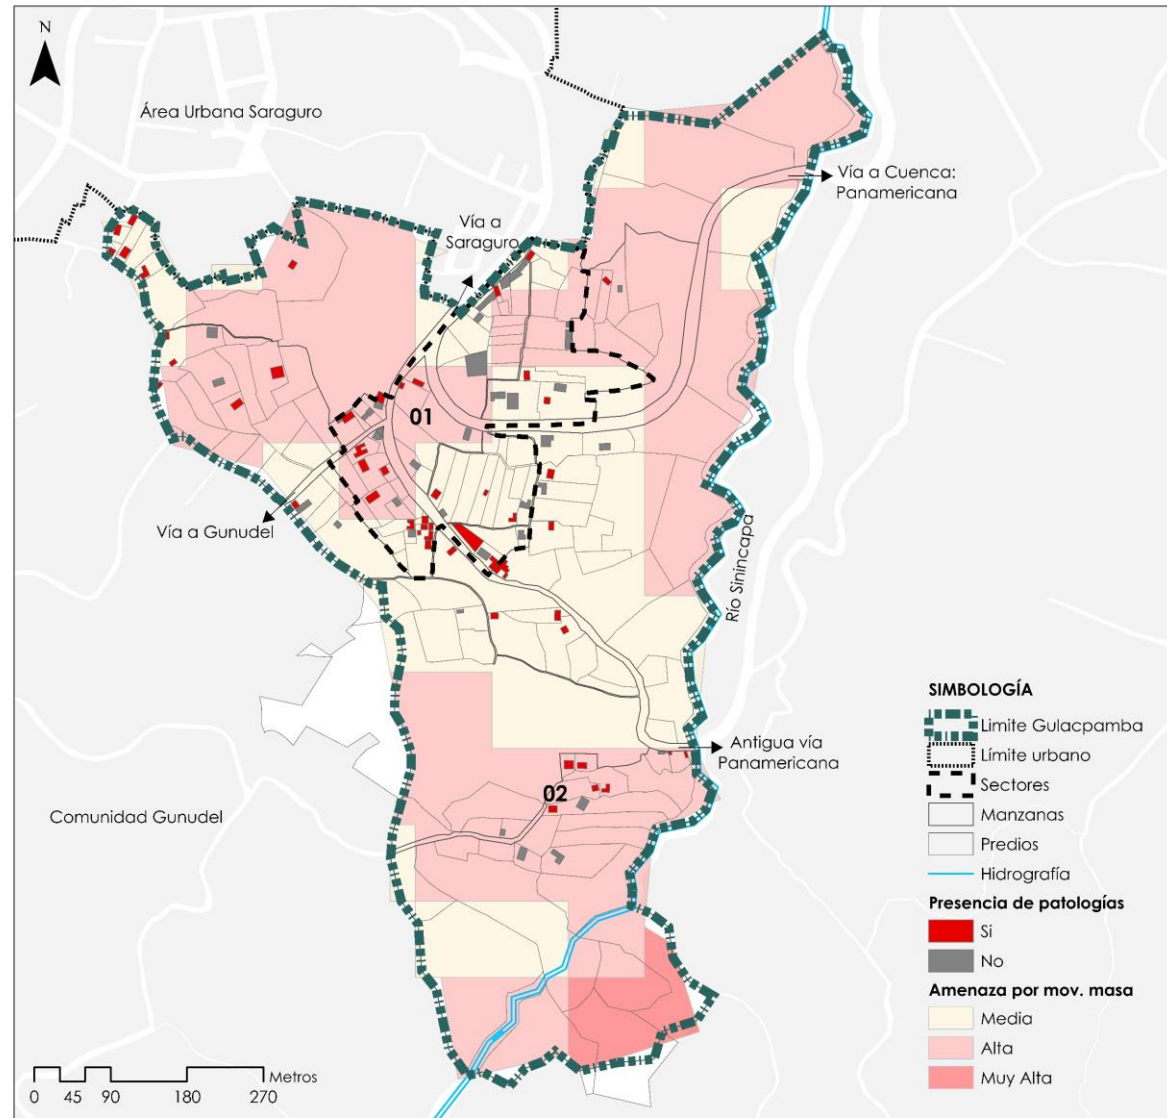 N
Área Urbana Saraguro
Vía a Cuenca:
Panamericana
Vía a
Saraguro
01
Vía a Gunudel
Río Sinincapa
Antigua vía
Panamericana
02
Comunidad Gunudel
SIMBOLOGÍA
Limite Gulacpamba
Límite urbano
Sectores
Manzanas
Predios
Hidrografía
Presencia de patologías
Si
No
Amenaza por mov. masa
Media
Alta
Muy Alta
Metros
0 45 90 180 270